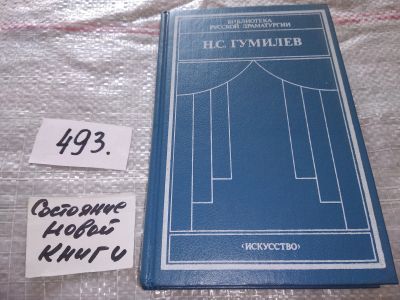 БИБЛИОТЕКА
РУССКОЙ ДРАМАТУРГИИ
Н.С. ГУМИЛЕВ
493.
Состояние
новой
книги
«ИСКУССТВО»